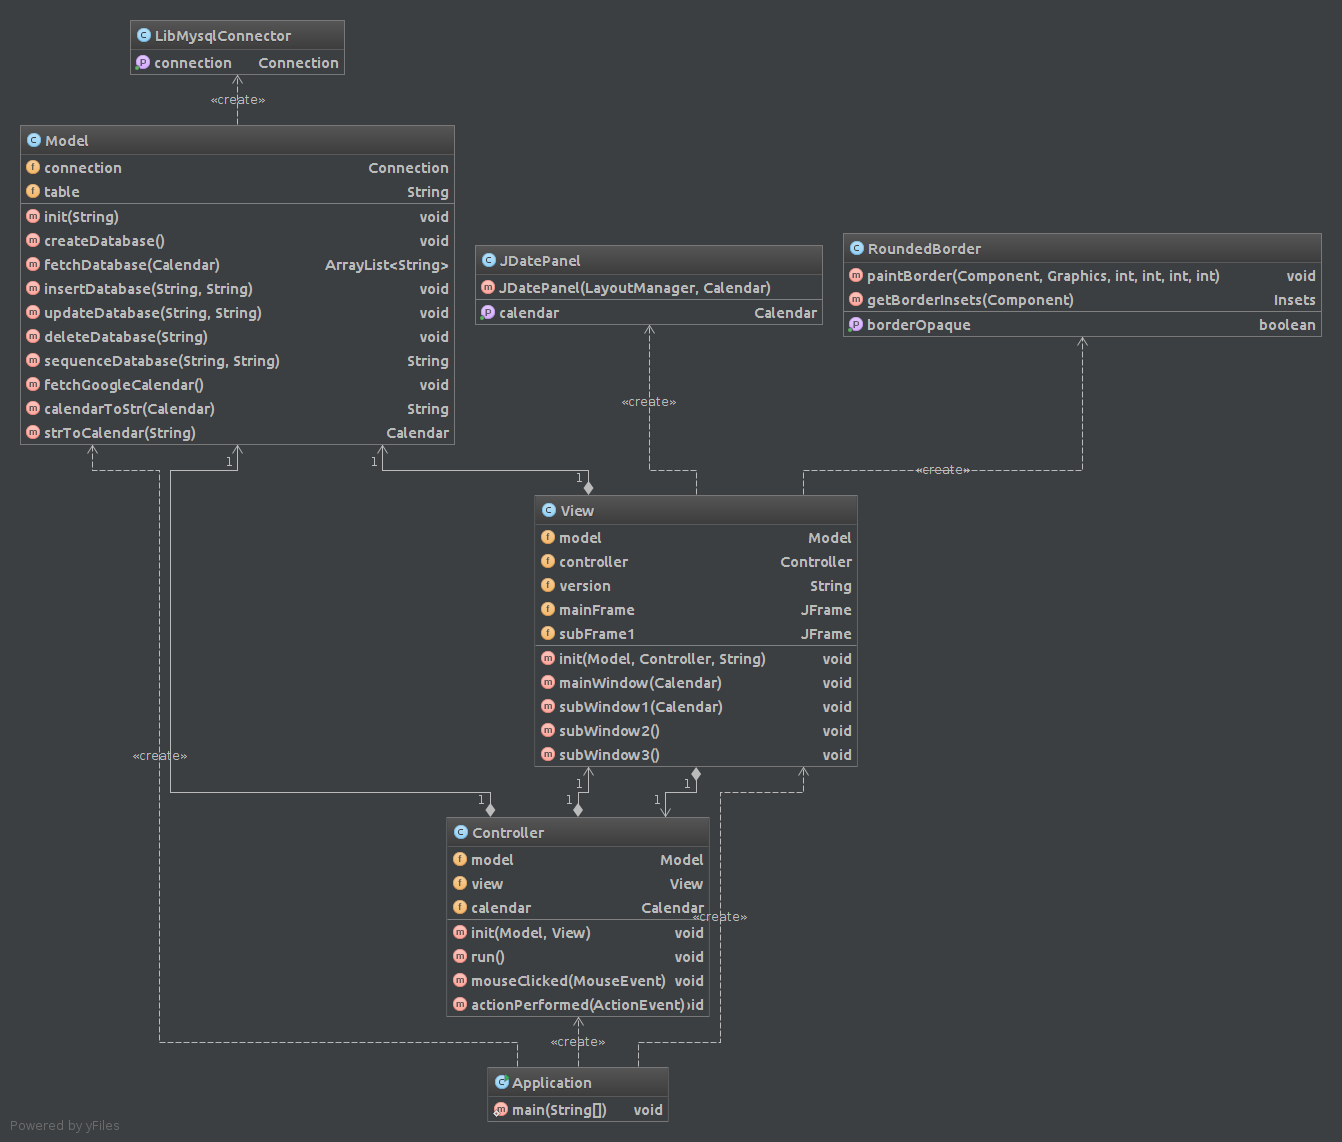 LibMysqlConnector
connection Connection
«create»
Model
connection Connection
table String
init(String) void
createDatabase() void
fetchDatabase(Calendar) ArrayList<String>
insertDatabase(String, String) void
updateDatabase(String, String) void
deleteDatabase(String) void
sequenceDatabase(String, String) String
fetchGoogleCalendar() void
calendarToStr(Calendar) String
strToCalendar(String) Calendar
JDatePanel
JDatePanel(LayoutManager, Calendar)
calendar Calendar
RoundedBorder
paintBorder(Component, Graphics, int, int, int, int) void
getBorderInsets(Component) Insets
borderOpaque boolean
«create»
1
1
1
«create»
View
model Model
controller Controller
version String
mainFrame JFrame
subFrame1 JFrame
init(Model, Controller, String) void
mainWindow(Calendar) void
subWindow1(Calendar) void
subWindow2() void
subWindow3() void
«create»
1
1
1
1
1
Controller
model Model
view View
calendar Calendar
«create»
init(Model, View) void
run() void
mouseClicked(MouseEvent) void
actionPerformed(ActionEvent) id
«create»
Application
main(String[]) void
Powered by yFiles